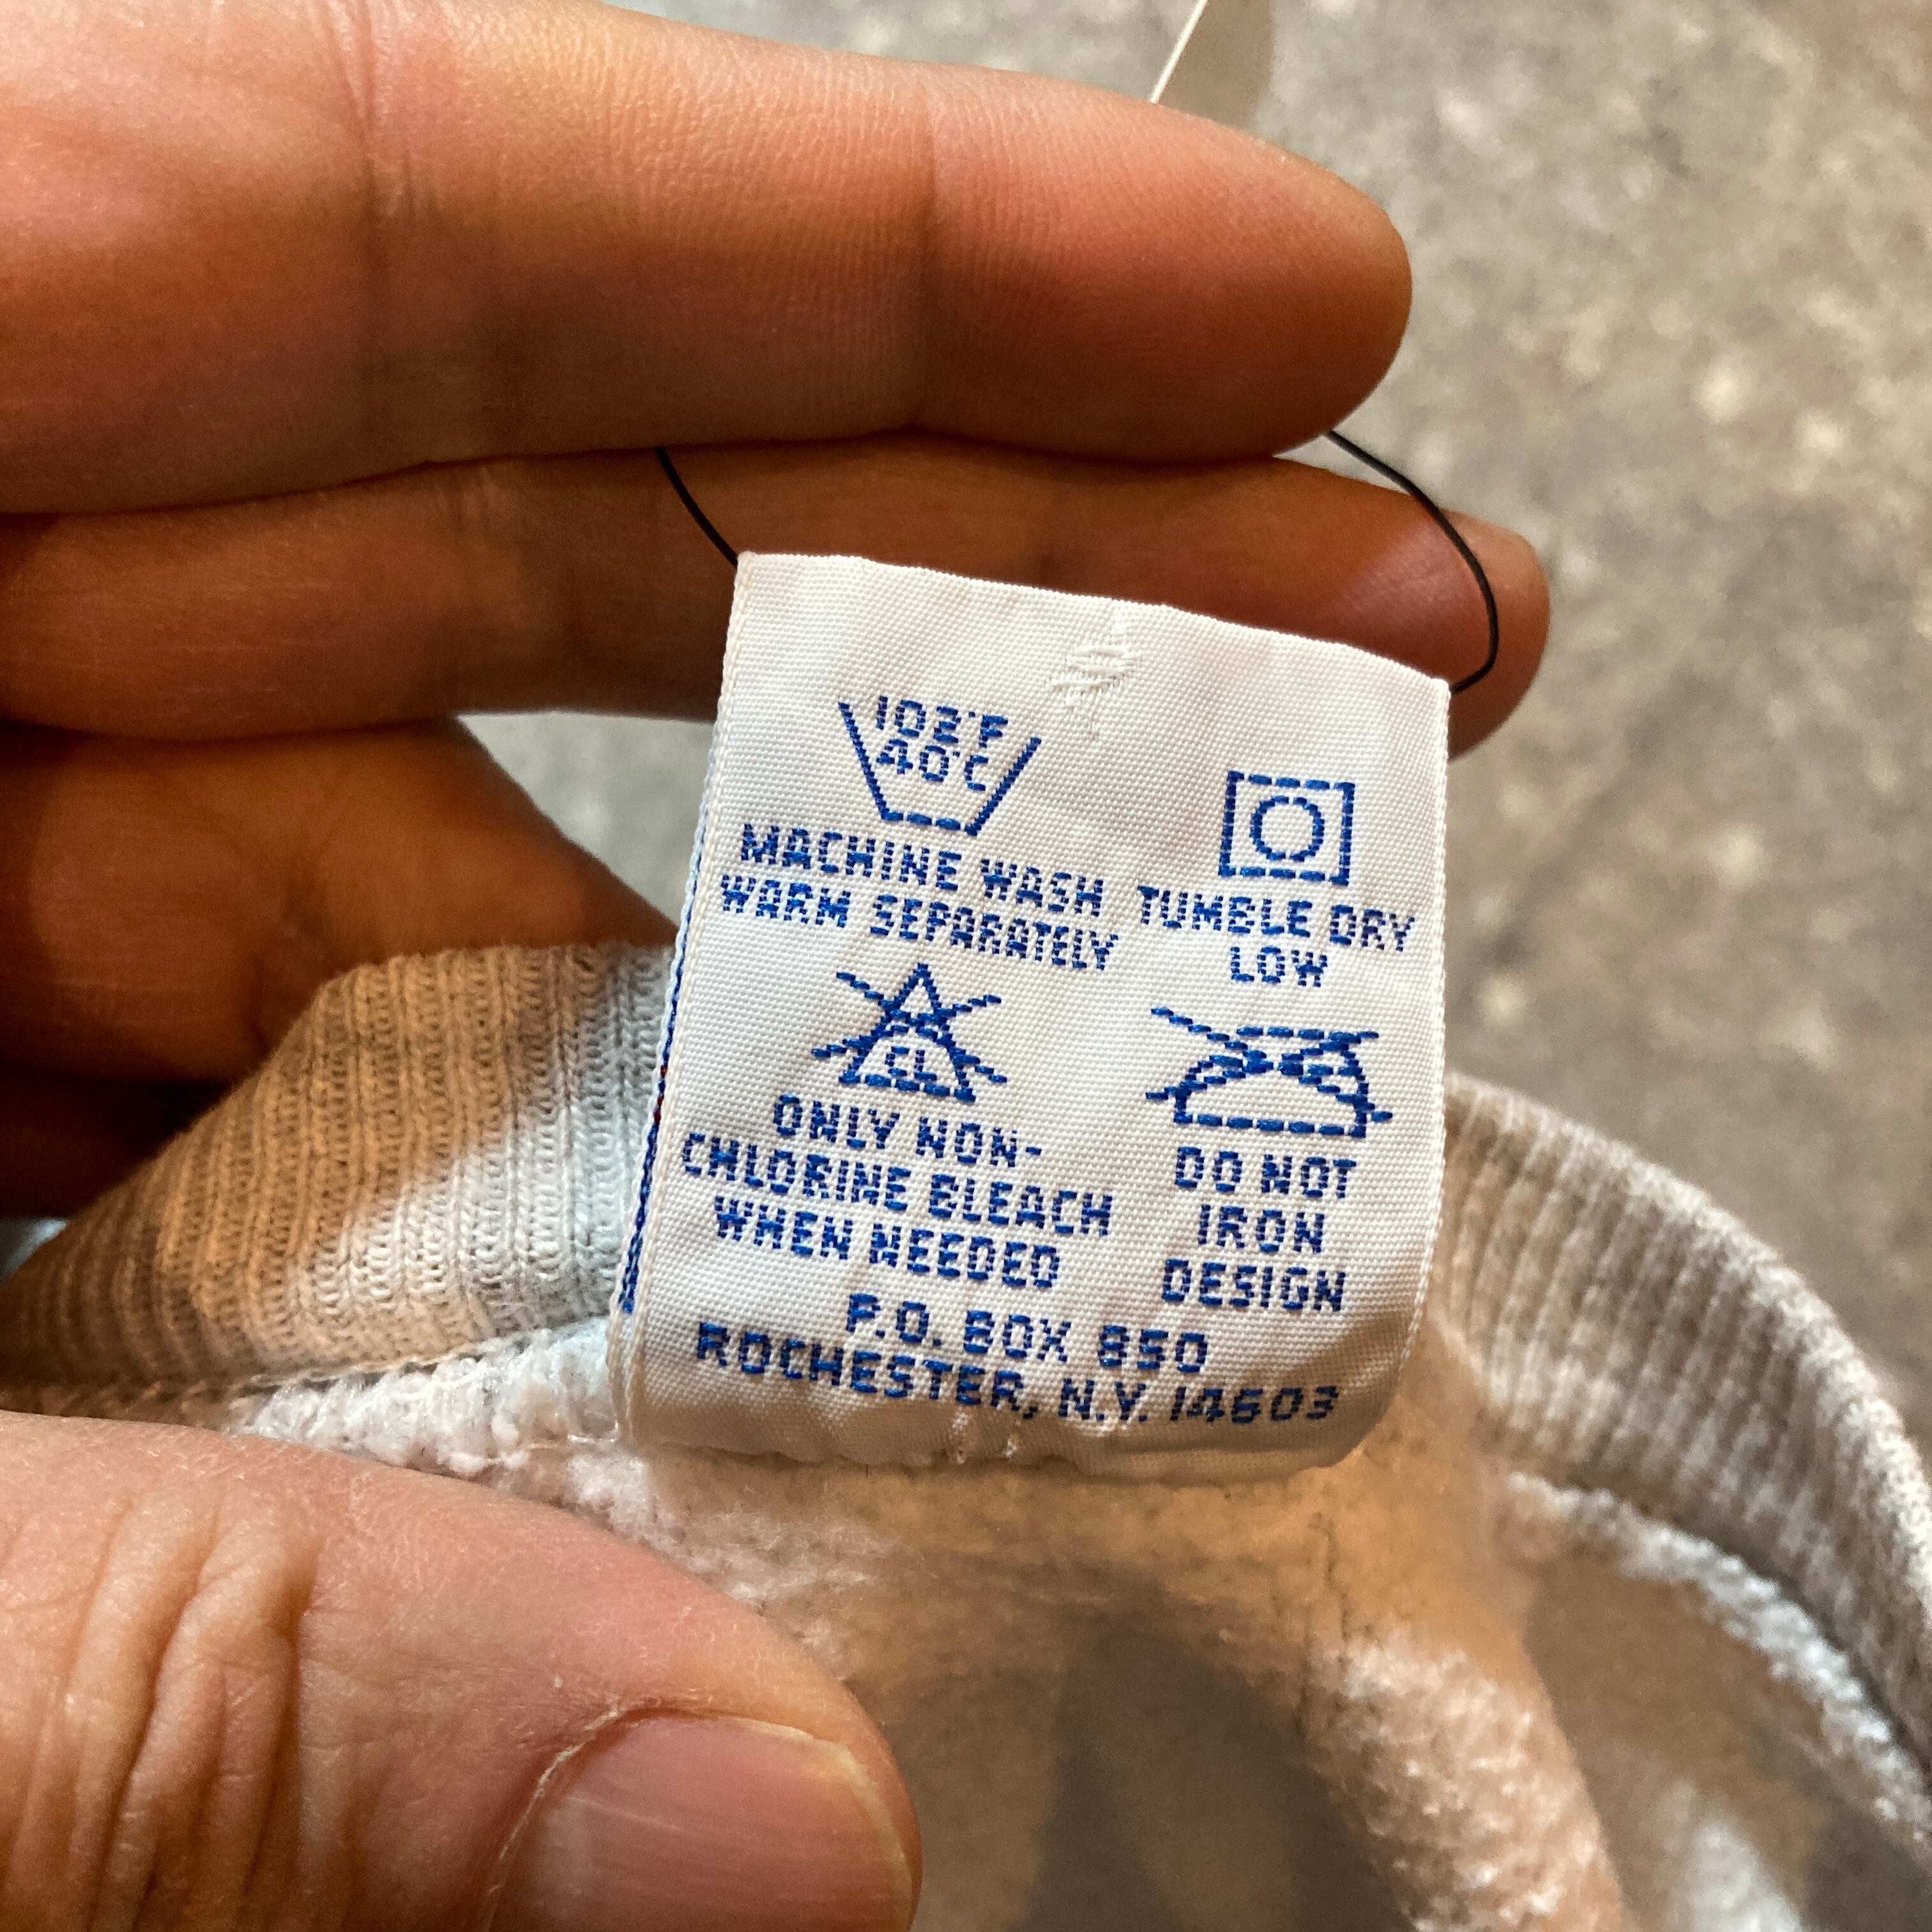 102°F
40°C
MACHINE WASH
WARM SEPARATELY
TUMBLE DRY
LOW
CL
ONLY NON-
CHLORINE BLEACH
WHEN NEEDED
DO NOT
IRON
DESIGN
P.O. BOX 850
ROCHESTER, N.Y. 14603